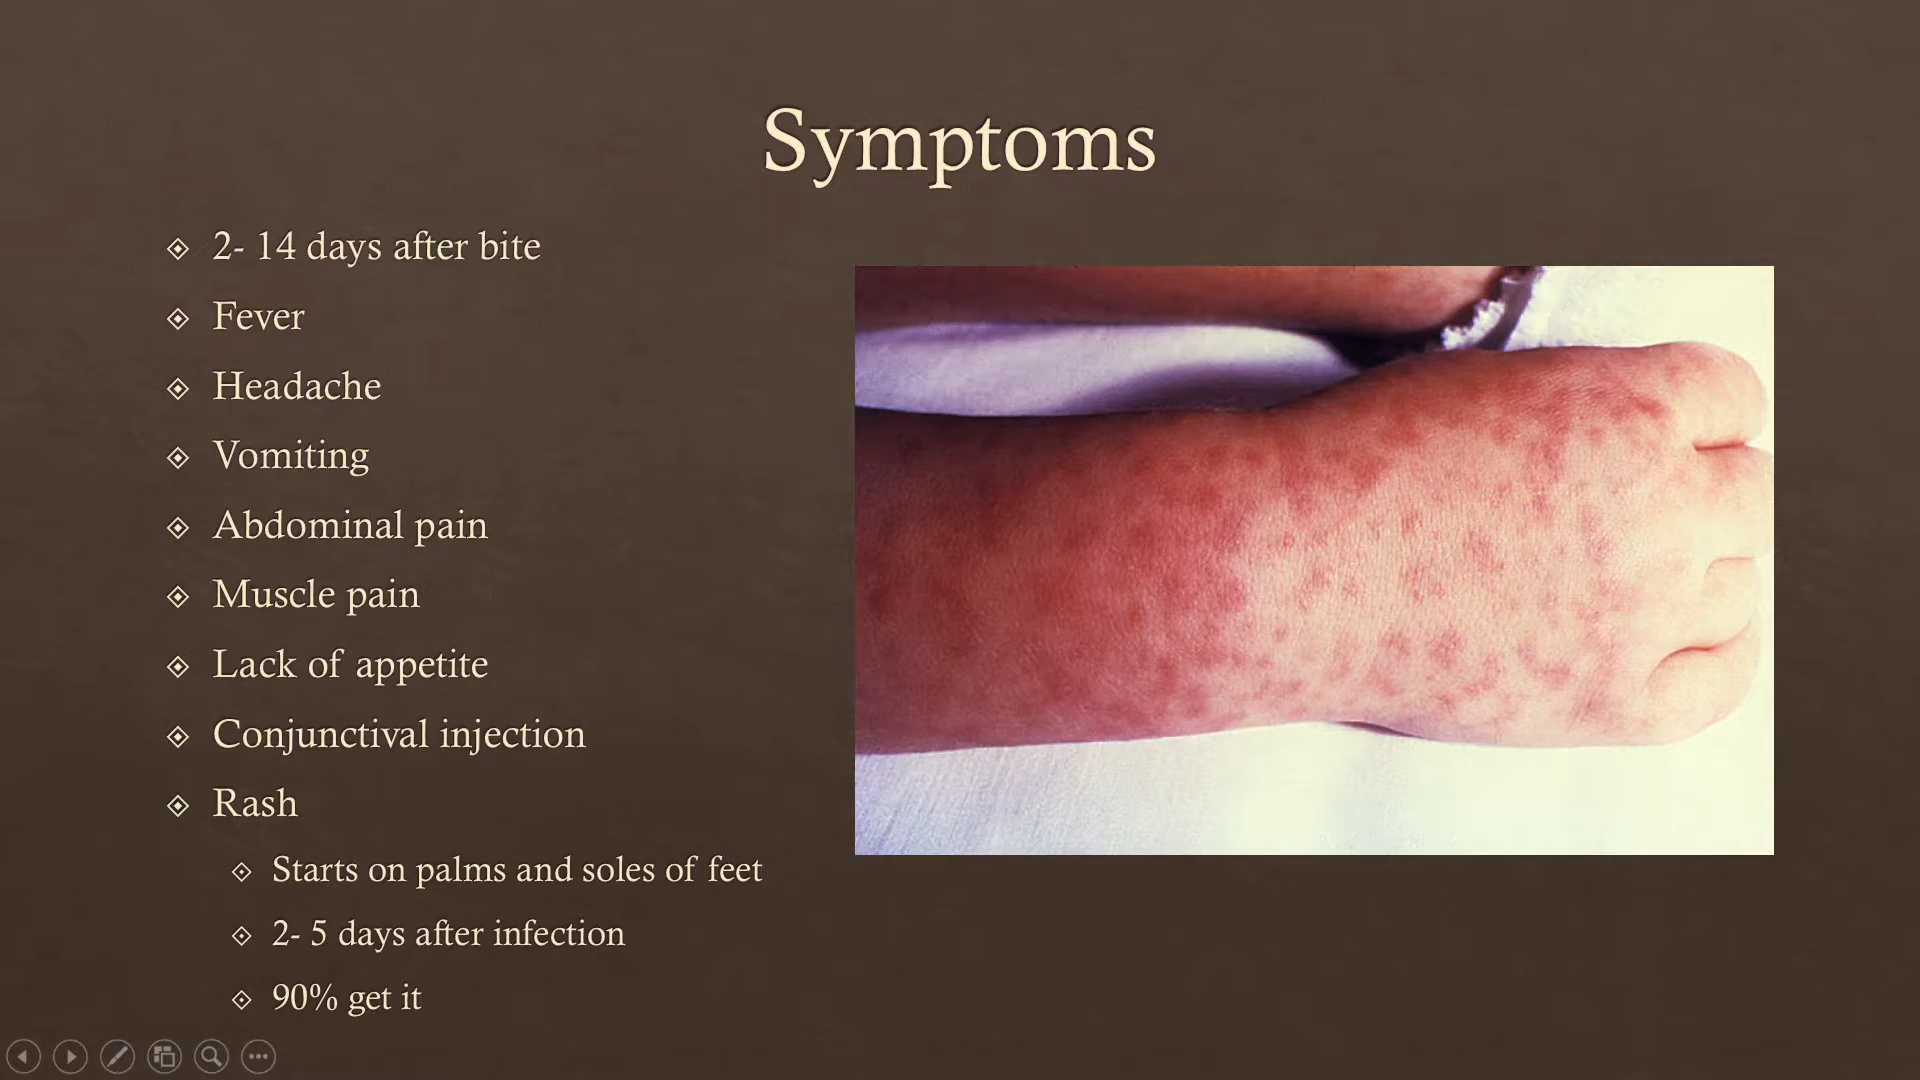 Symptoms
2- 14 days after bite
Fever
Headache
Vomiting
Abdominal pain
Muscle pain
Lack of appetite
Conjunctival injection
Rash
Starts on palms and soles of feet
2- 5 days after infection
90% get it